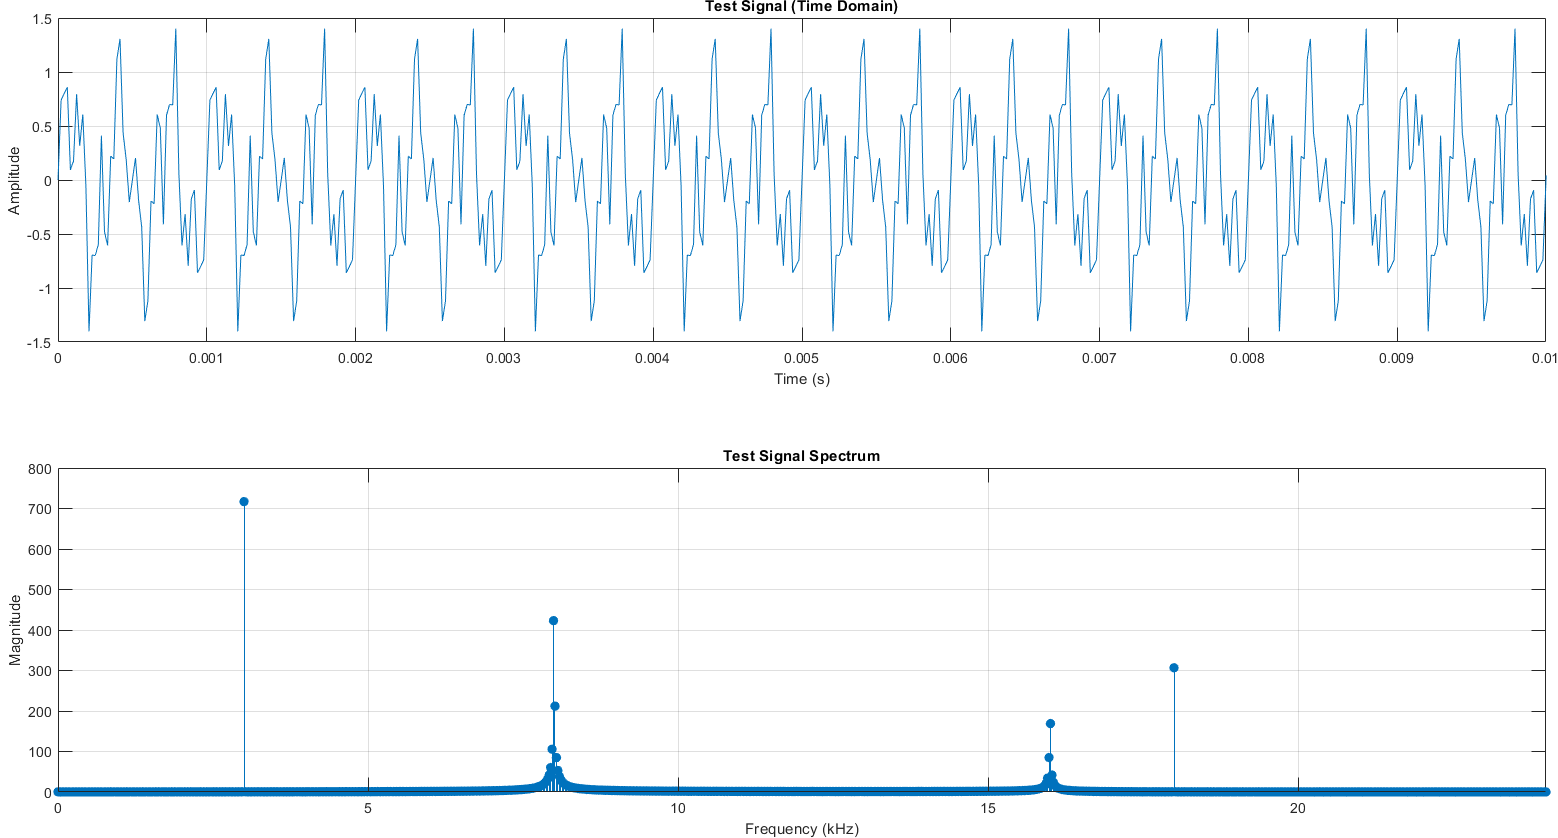 Test Signal (Time Domain)
1.5
1
0.5
0
-0.5
-1
-1.5
Amplitude
0 0.001 0.002 0.003 0.004 0.005 0.006 0.007 0.008 0.009 0.01
Time (s)
Test Signal Spectrum
800
700
600
500
400
300
200
100
0
Magnitude
0 5 10 15 20
Frequency (kHz)